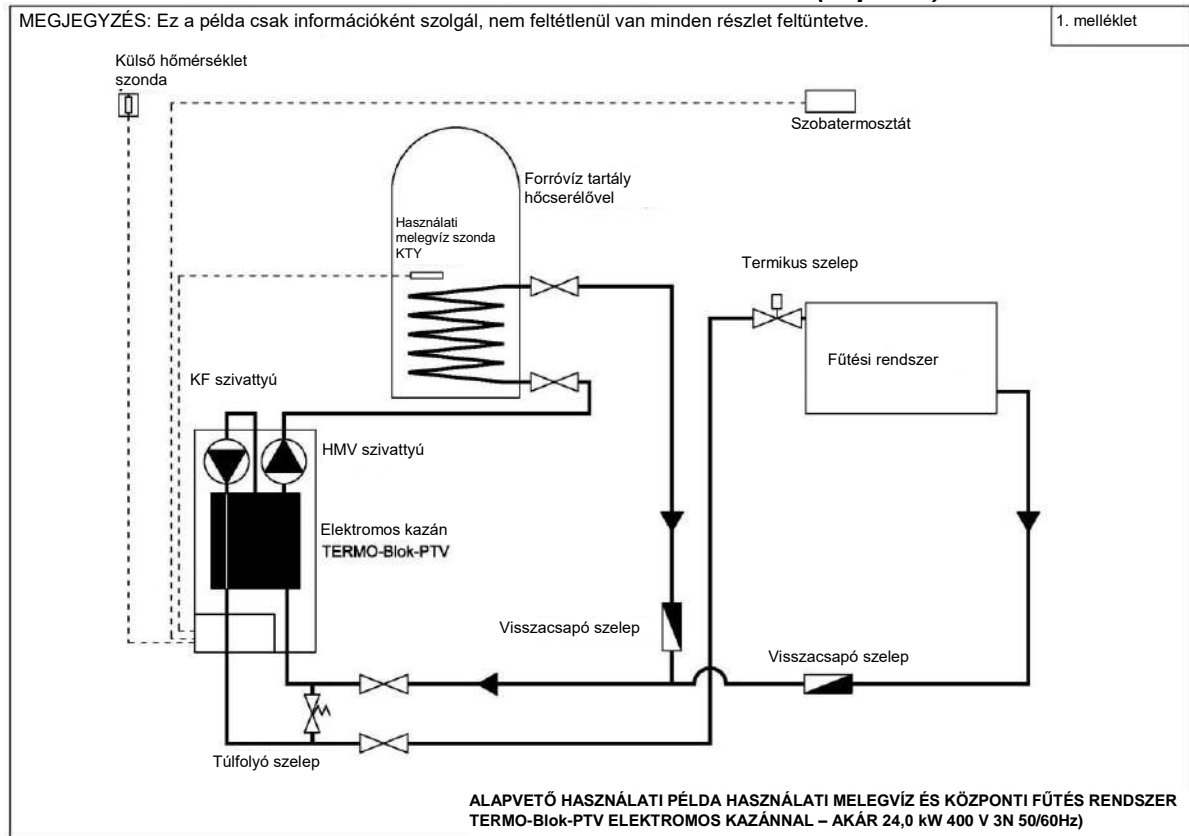 MEGJEGYZÉS: Ez a példa csak információként szolgál, nem feltétlenül van minden részlet feltüntetve.
1. melléklet
Külső hőmérséklet
szonda
Szobatermosztát
Forróvíz tartály
hőcserélővel
Használati
melegvíz szonda
KTY
Termikus szelep
Fűtési rendszer
KF szivattyú
HMV szivattyú
Elektromos kazán
TERMO-Blok-PTV
Visszacsapó szelep
Visszacsapó szelep
Túlfolyó szelep
ALAPVETŐ HASZNÁLATI PÉLDA HASZNÁLATI MELEGVÍZ ÉS KÖZPONTI FŰTÉS RENDSZER
TERMO-Blok-PTV ELEKTROMOS KAZÁNNAL – AKÁR 24,0 kW 400 V 3N 50/60Hz)